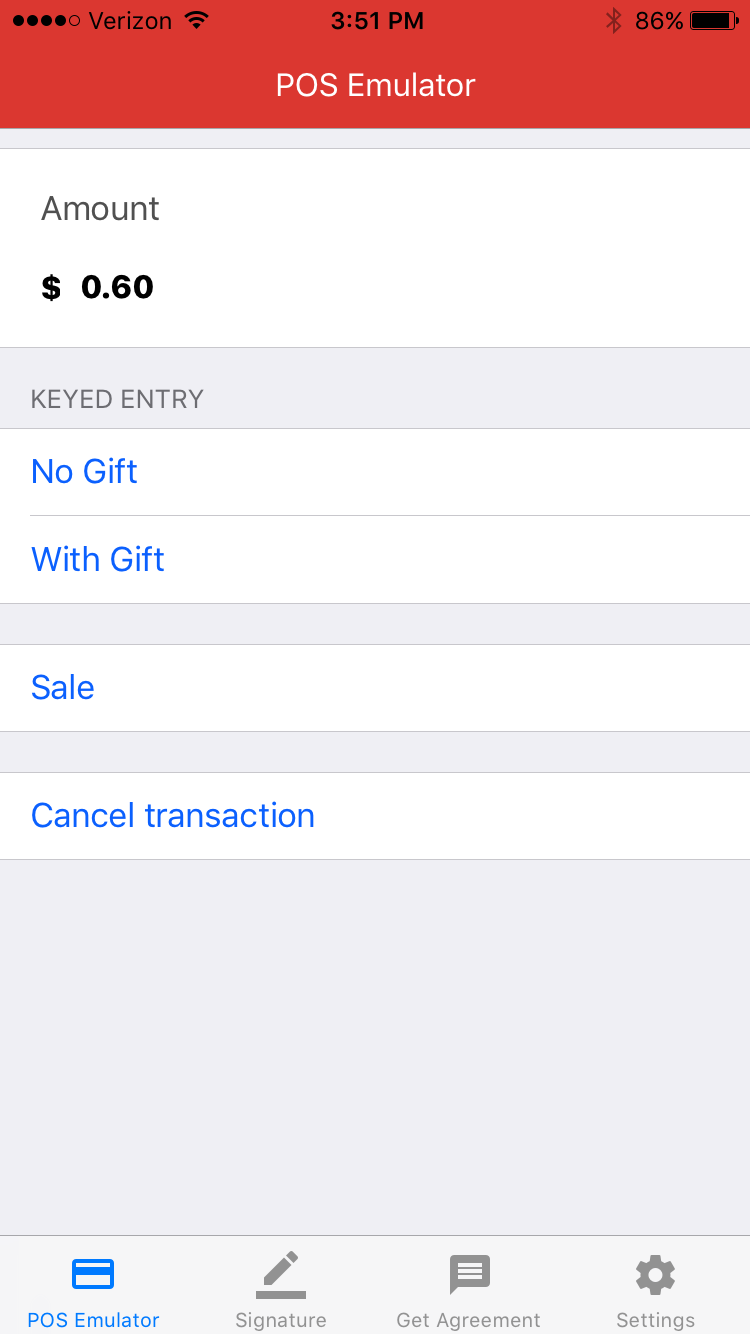 Verizon 3:51 PM 86%
POS Emulator
Amount
$ 0.60
KEYED ENTRY
No Gift
With Gift
Sale
Cancel transaction
POS Emulator Signature Get Agreement Settings